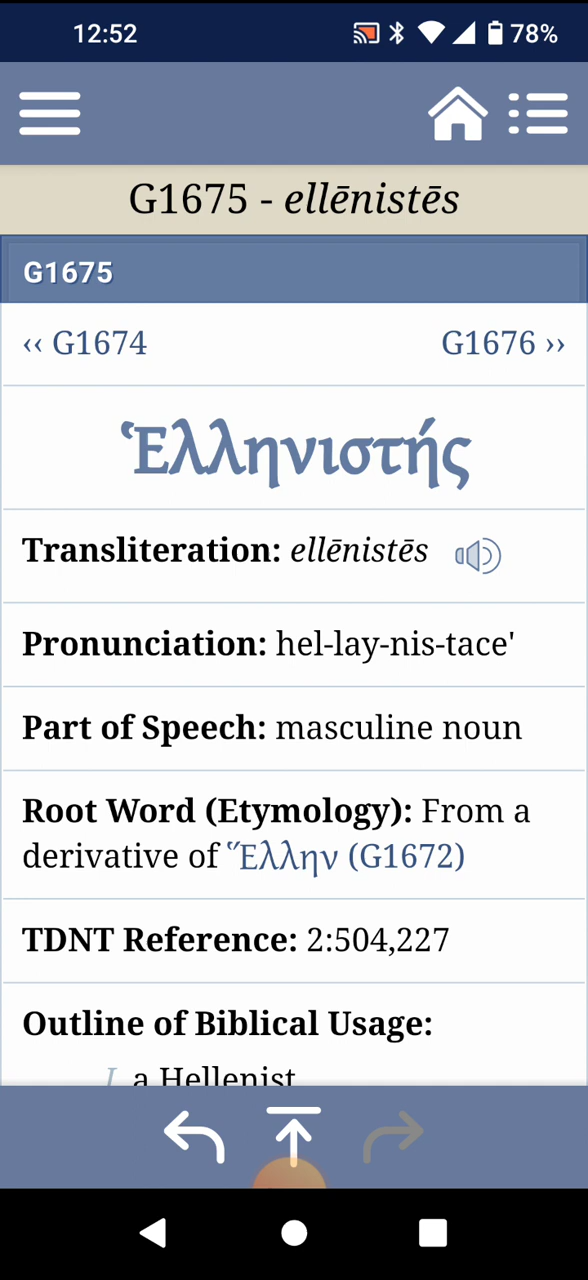 12:52 78%
G1675 - ellēnistēs
G1675
‹‹ G1674 G1676 ››
Ἑλληνιστής
Transliteration: ellēnistēs
Pronunciation: hel-lay-nis-tace'
Part of Speech: masculine noun
Root Word (Etymology): From a
derivative of Ἕλλην (G1672)
TDNT Reference: 2:504,227
Outline of Biblical Usage:
I. a Hellenist